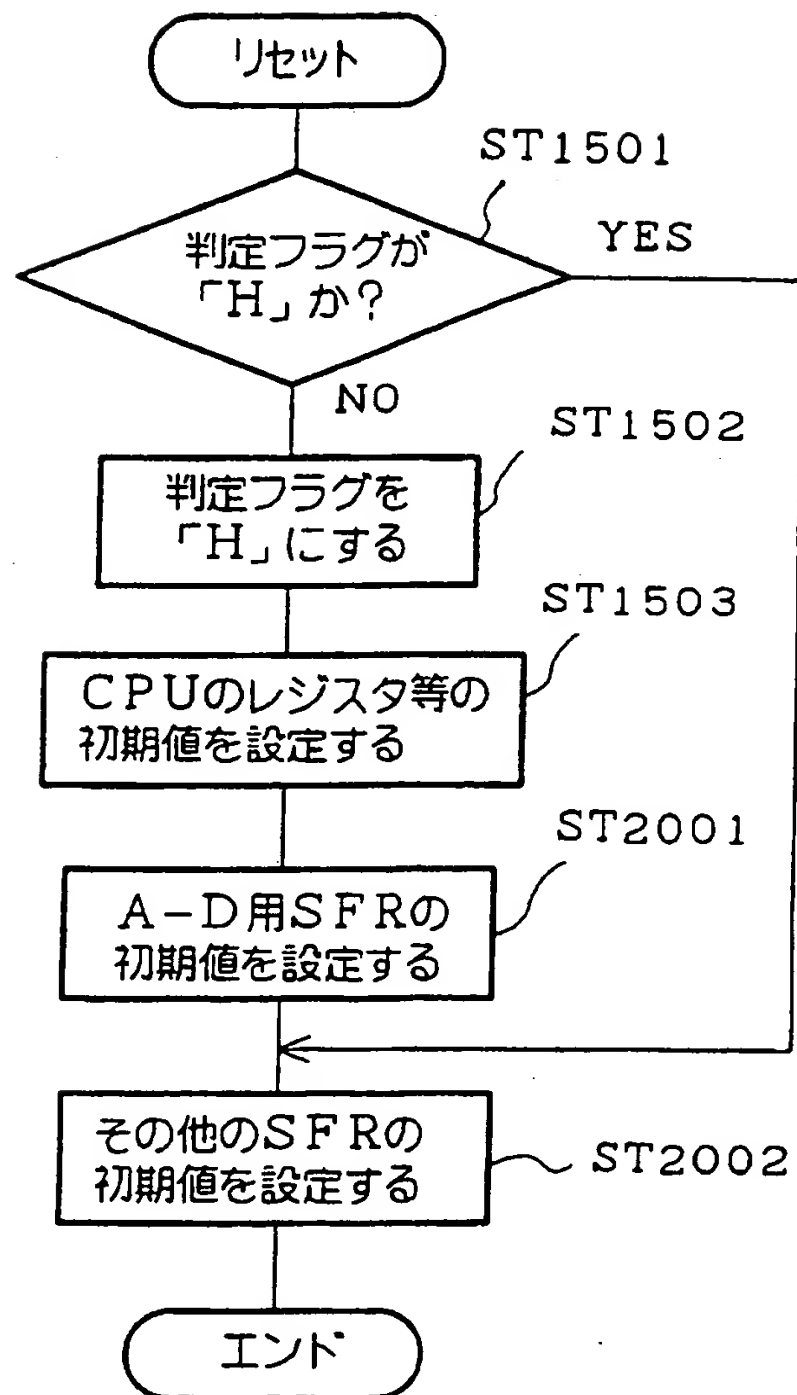 リセット
ST1501
判定フラグが
「H」か?
YES
NO
ST1502
判定フラグを
「H」にする
ST1503
CPUのレジスタ等の
初期値を設定する
ST2001
A-D用SFRの
初期値を設定する
その他のSFRの
初期値を設定する
ST2002
エンド